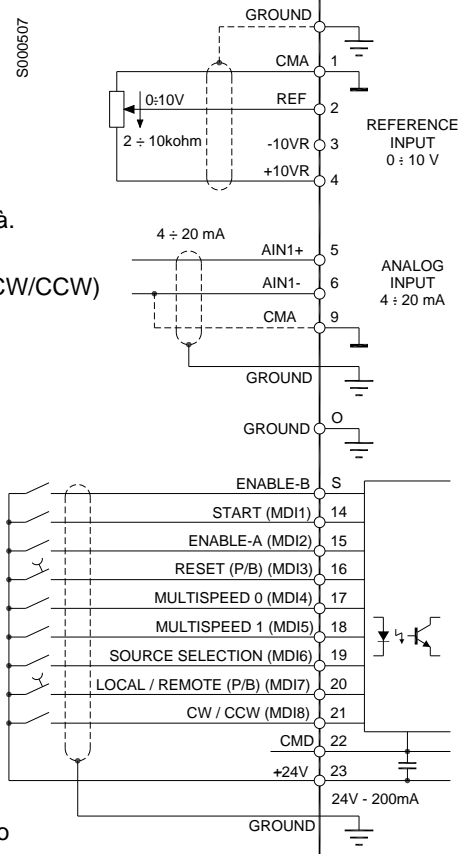 S000507
GROUND
CMA 1
REF 2
0÷10V
2 ÷ 10kohm
-10VR 3
+10VR 4
REFERENCE
INPUT
0 ÷ 10 V
à.
4 ÷ 20 mA
AIN1+ 5
CW/CCW)
AIN1- 6
ANALOG
INPUT
4 ÷ 20 mA
CMA 9
GROUND
GROUND O
ENABLE-B S
START (MDI1) 14
ENABLE-A (MDI2) 15
RESET (P/B) (MDI3) 16
MULTISPEED 0 (MDI4) 17
MULTISPEED 1 (MDI5) 18
SOURCE SELECTION (MDI6) 19
LOCAL / REMOTE (P/B) (MDI7) 20
CW / CCW (MDI8) 21
CMD 22
+24V 23
24V - 200mA
GROUND
o